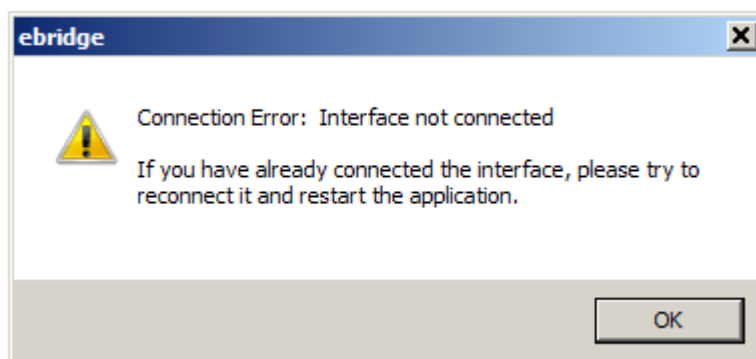 ebridge
Connection Error:  Interface not connected
If you have already connected the interface, please try to
reconnect it and restart the application.
OK